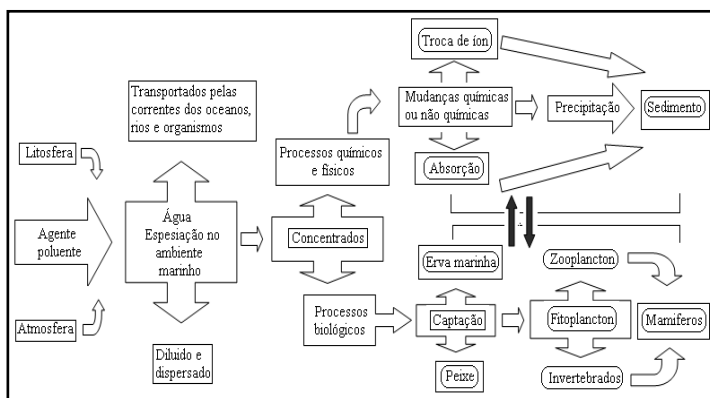 Troca de íon
Transportados pelas
correntes dos oceanos,
rios e organismos
Mudanças químicas
ou não químicas
Precipitação
Sedimento
Litosfera
Processos químicos
e físicos
Absorção
Agente
poluente
Água
Espesiação no
ambiente
marinho
Concentrados
Erva marinha
Zooplancton
Atmosfera
Processos
biológicos
Captação
Fitoplancton
Mamiferos
Diluido e
dispersado
Peixe
Invertebrados